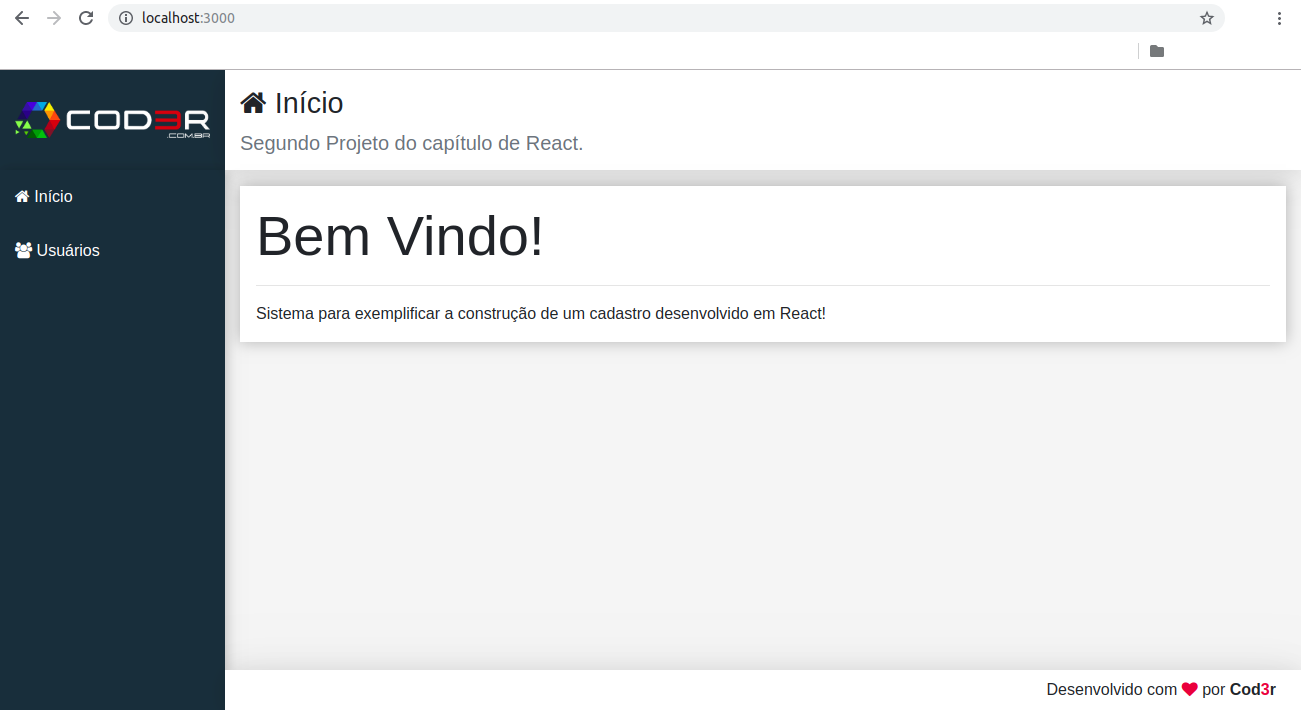 localhost:3000
COD3R
.COM.BR
Início
Usuários
Início
Segundo Projeto do capítulo de React.
Bem Vindo!
Sistema para exemplificar a construção de um cadastro desenvolvido em React!
Desenvolvido com por Cod3r